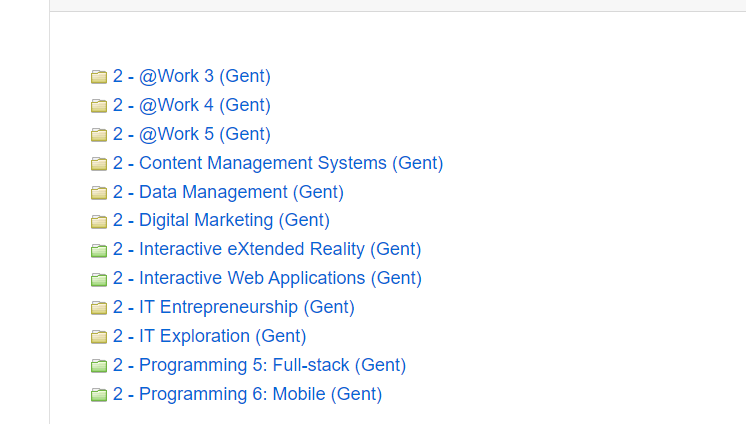 2 - @Work 3 (Gent)
2 - @Work 4 (Gent)
2 - @Work 5 (Gent)
2 - Content Management Systems (Gent)
2 - Data Management (Gent)
2 - Digital Marketing (Gent)
2 - Interactive eXtended Reality (Gent)
2 - Interactive Web Applications (Gent)
2 - IT Entrepreneurship (Gent)
2 - IT Exploration (Gent)
2 - Programming 5: Full-stack (Gent)
2 - Programming 6: Mobile (Gent)